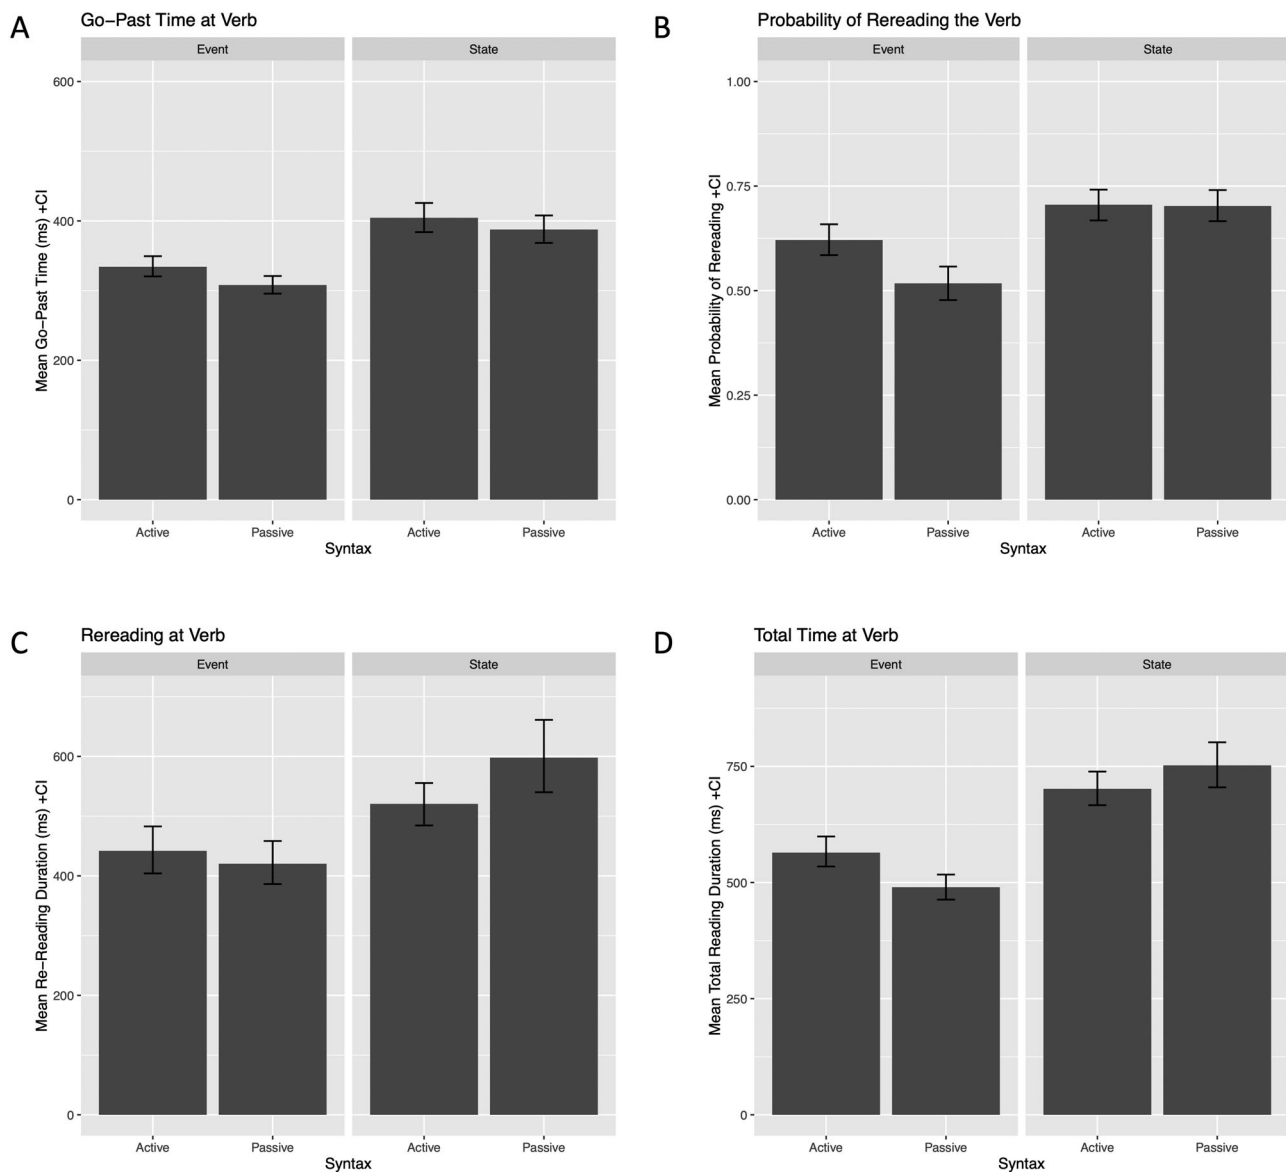 A
Go−Past Time at Verb
Event State
Mean Go−Past Time (ms) +CI
600
400
200
0
Active Passive Active Passive
Syntax
B
Probability of Rereading the Verb
Event State
Mean Probability of Rereading +CI
1.00
0.75
0.50
0.25
0.00
Active Passive Active Passive
Syntax
C
Rereading at Verb
Event State
Mean Re−Reading Duration (ms) +CI
600
400
200
0
Active Passive Active Passive
Syntax
D
Total Time at Verb
Event State
Mean Total Reading Duration (ms) +CI
750
500
250
0
Active Passive Active Passive
Syntax